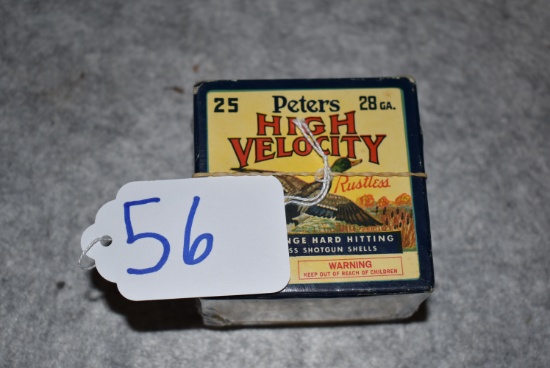 25 Peters 28 GA.
HIGH
VELOCITY
Rustless
HARD HITTING
SHOTGUN SHELLS
WARNING
KEEP OUT OF REACH OF CHILDREN
56